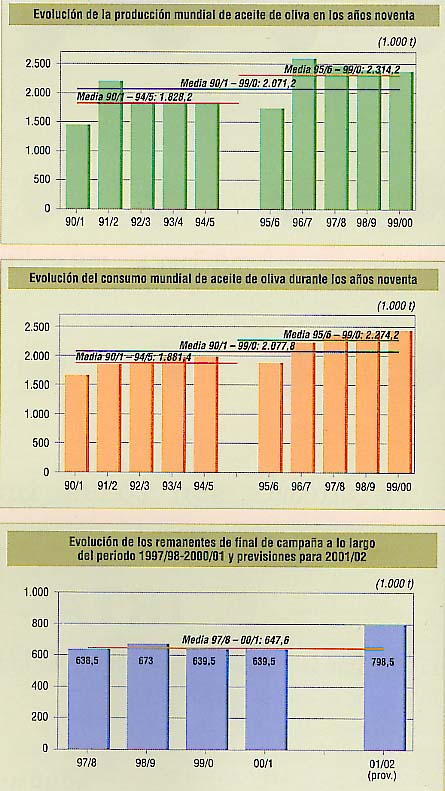 Evolución de la producción mundial de aceite de oliva en los años noventa
(1.000 t)
2.500
2.000
1.500
1.000
500
0
Media 95/6 – 99/0: 2.314,2
Media 90/1 – 99/0: 2.071,2
Media 90/1 – 94/5: 1.828,2
90/1 91/2 92/3 93/4 94/5 95/6 96/7 97/8 98/9 99/00
Evolución del consumo mundial de aceite de oliva durante los años noventa
(1.000 t)
2.500
2.000
1.500
1.000
500
0
Media 95/6 – 99/0: 2.274,2
Media 90/1 – 99/0: 2.077,8
Media 90/1 – 94/5: 1.881,4
90/1 91/2 92/3 93/4 94/5 95/6 96/7 97/8 98/9 99/00
Evolución de los remanentes de final de campaña a lo largo
del periodo 1997/98-2000/01 y previsiones para 2001/02
(1.000 t)
1.000
800
600
400
200
0
Media 97/8 – 00/1: 647,6
638,5 673 639,5 639,5 798,5
97/8 98/9 99/0 00/1 01/02
(prov.)